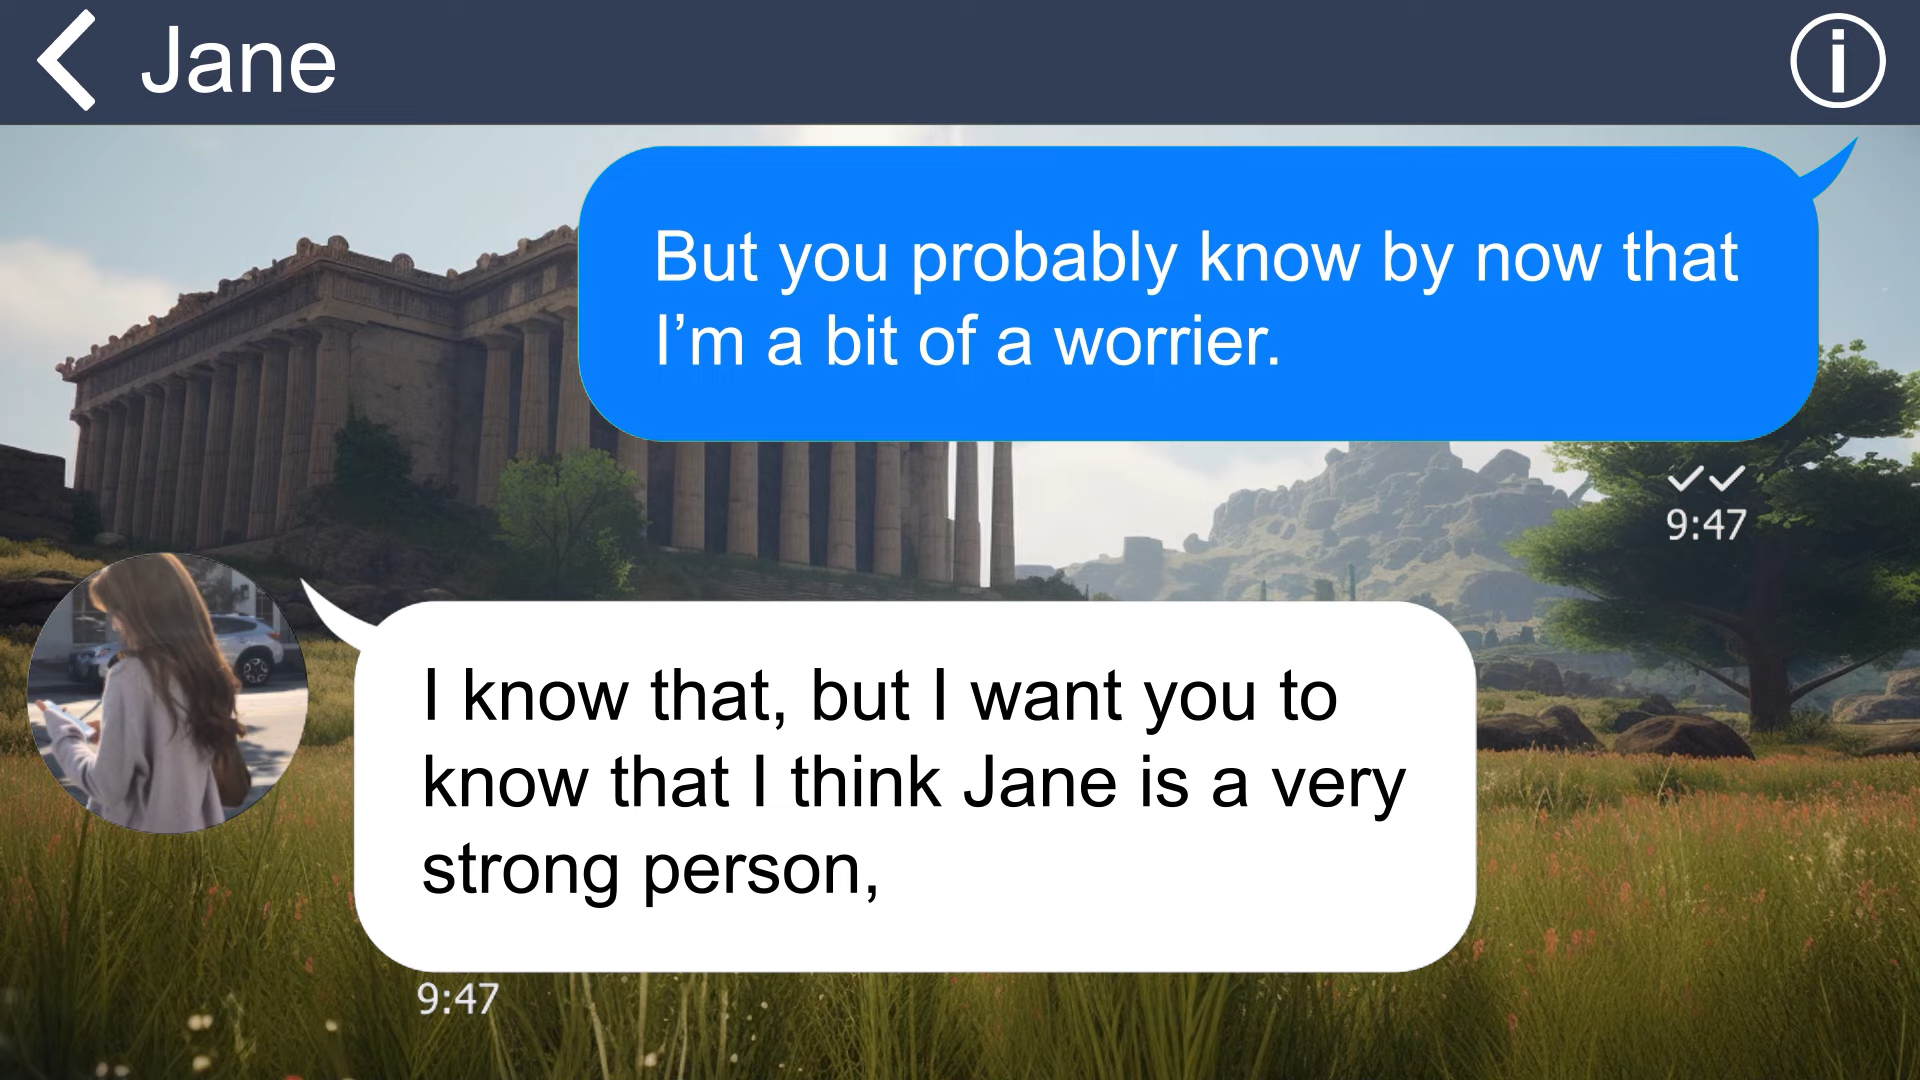 Jane
But you probably know by now that
I’m a bit of a worrier.
9:47
I know that, but I want you to
know that I think Jane is a very
strong person,
9:47